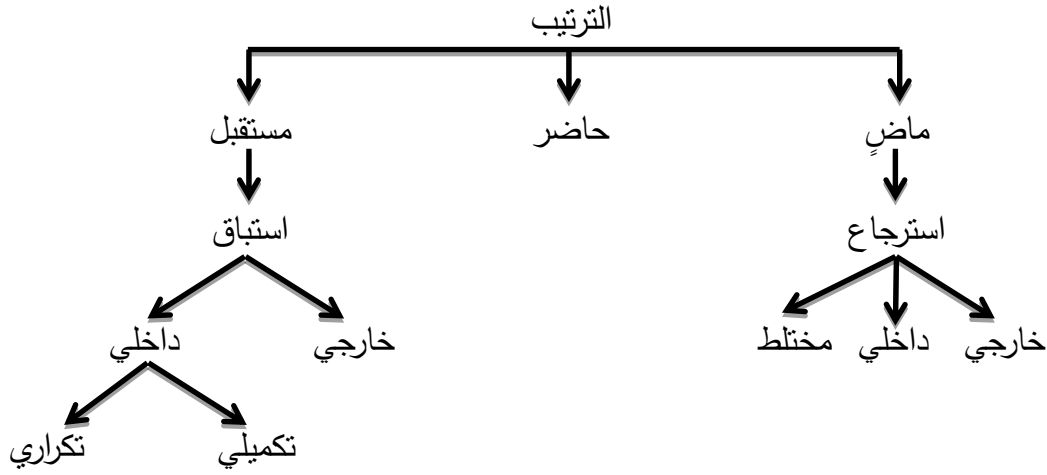 الترتيب
ماضٍ حاضر مستقبل
استرجاع استباق
خارجي داخلي مختلط خارجي داخلي
تكميلي تكراري